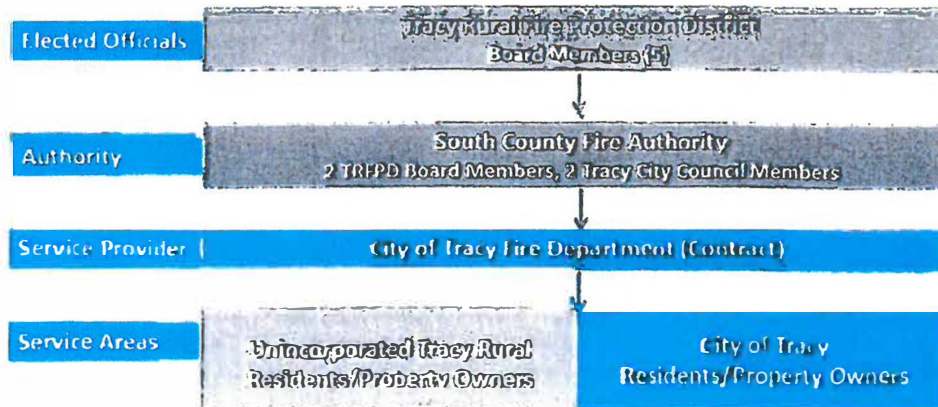 Elected Officials
Tracy Rural Fire Protection District
Board Members (5)
Authority
South County Fire Authority
2 TRFPD Board Members, 2 Tracy City Council Members
Service Provider (
City of Tracy Fire Department (Contract)
Service Areas
Unincorporated Tracy Rural
Residents/Property Owners
City of Tracy
Residents/Property Owners